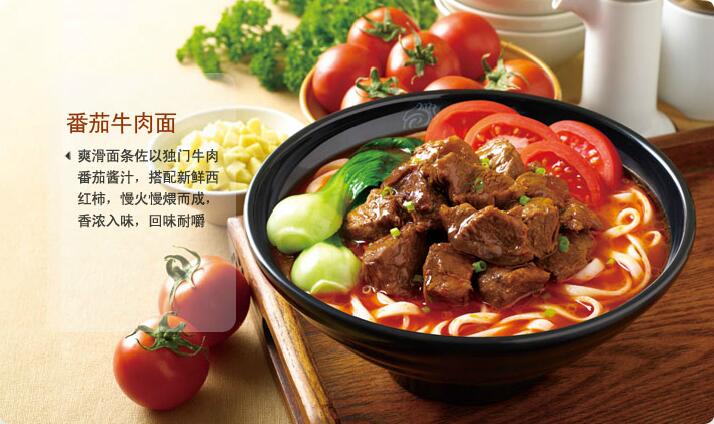 番茄牛肉面
爽滑面条佐以独门牛肉
番茄酱汁，搭配新鲜西
红柿，慢火慢煨而成，
香浓入味，回味耐嚼